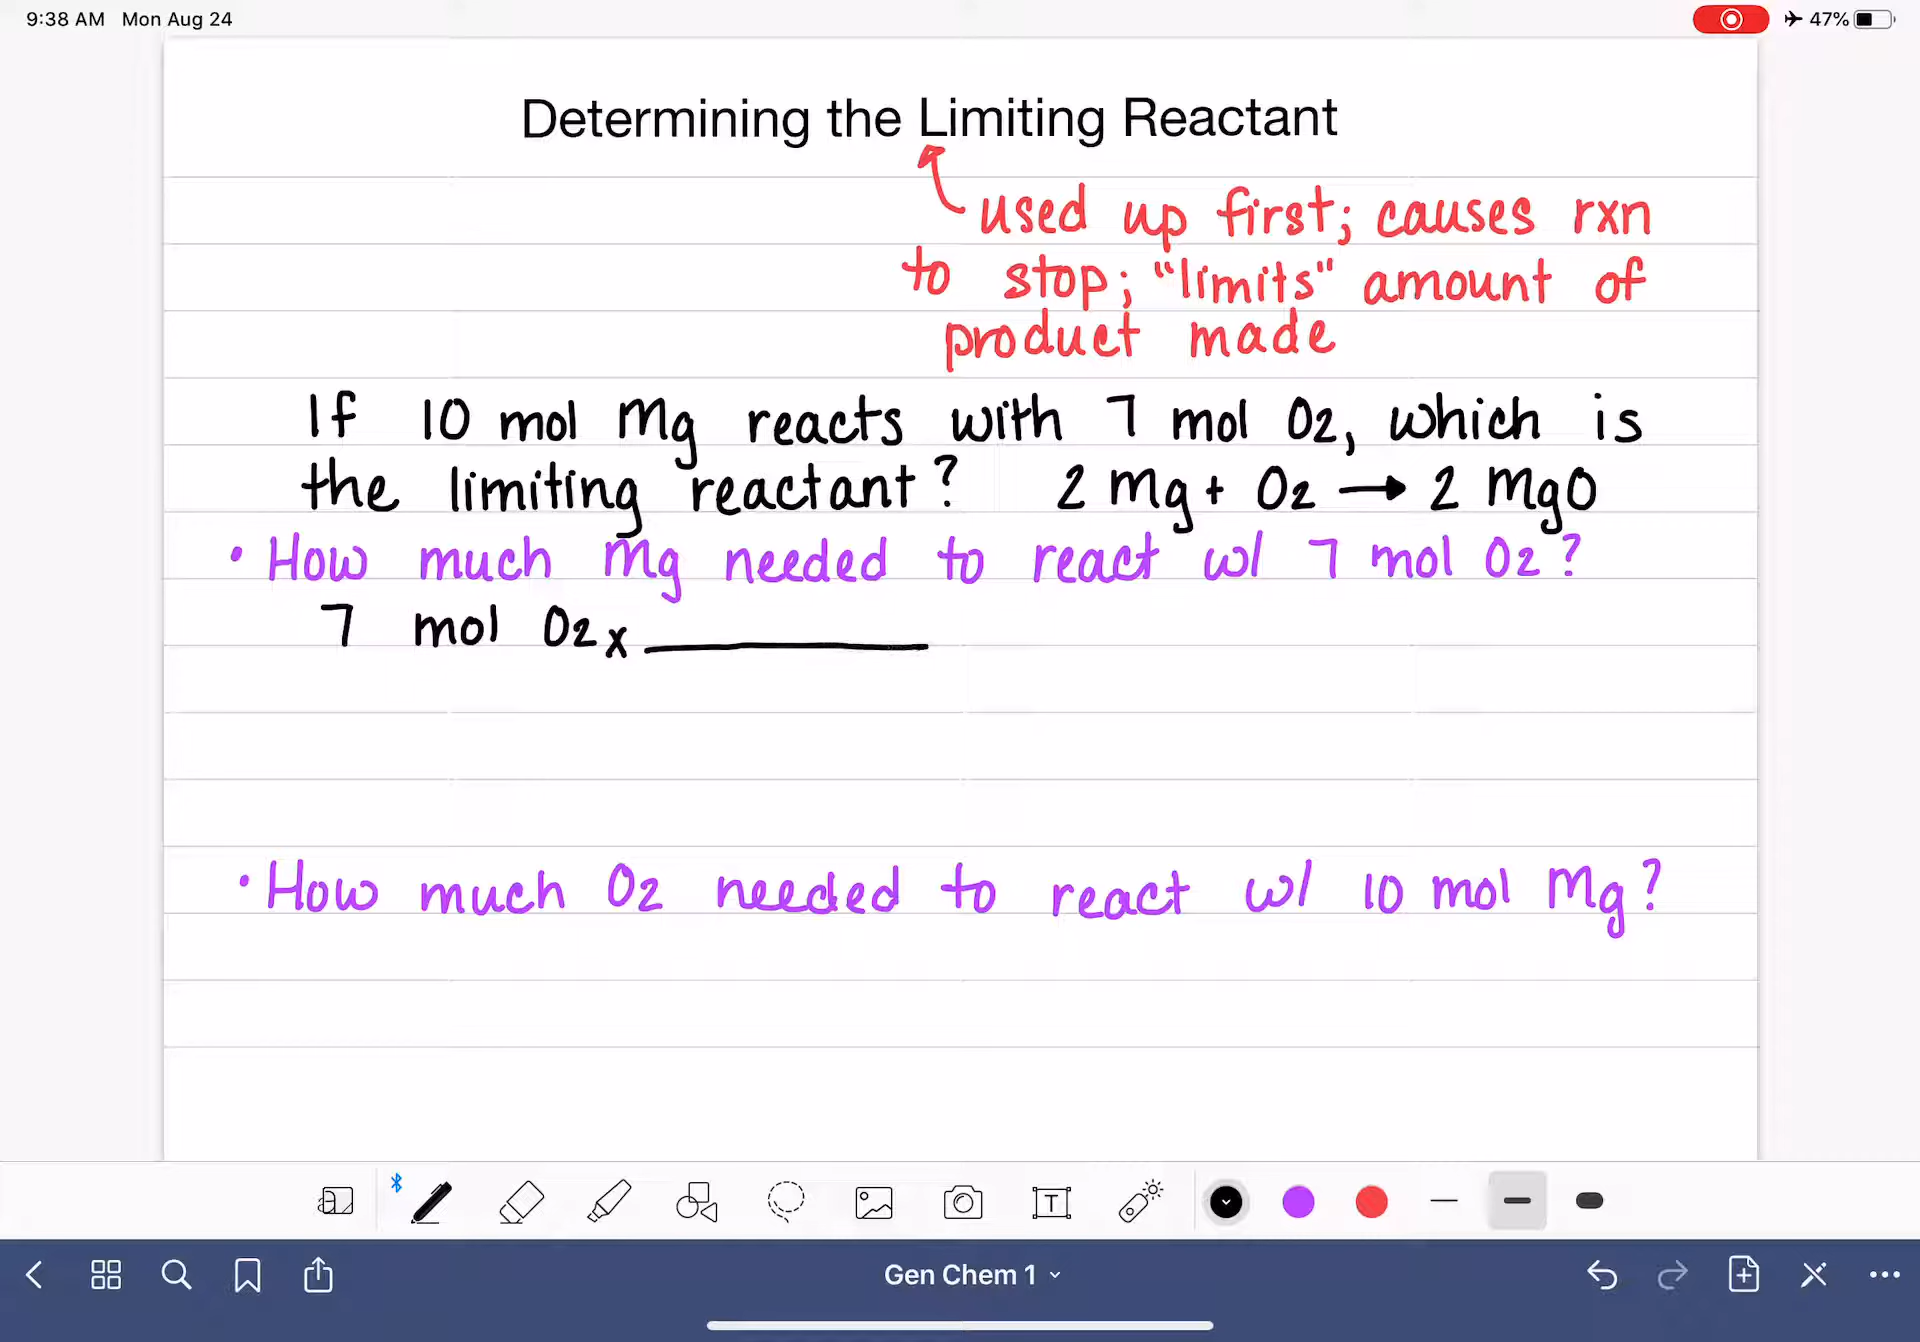 9:38 AM Mon Aug 24
47%
Determining the Limiting Reactant
used up first; causes rxn
to stop; "limits" amount of
product made
If 10 mol Mg reacts with 7 mol O2, which is
the limiting reactant? 2 Mg + O2 → 2 MgO
• How much Mg needed to react w/ 7 mol O2?
7 mol O2 x
• How much O2 needed to react w/ 10 mol Mg?
Gen Chem 1